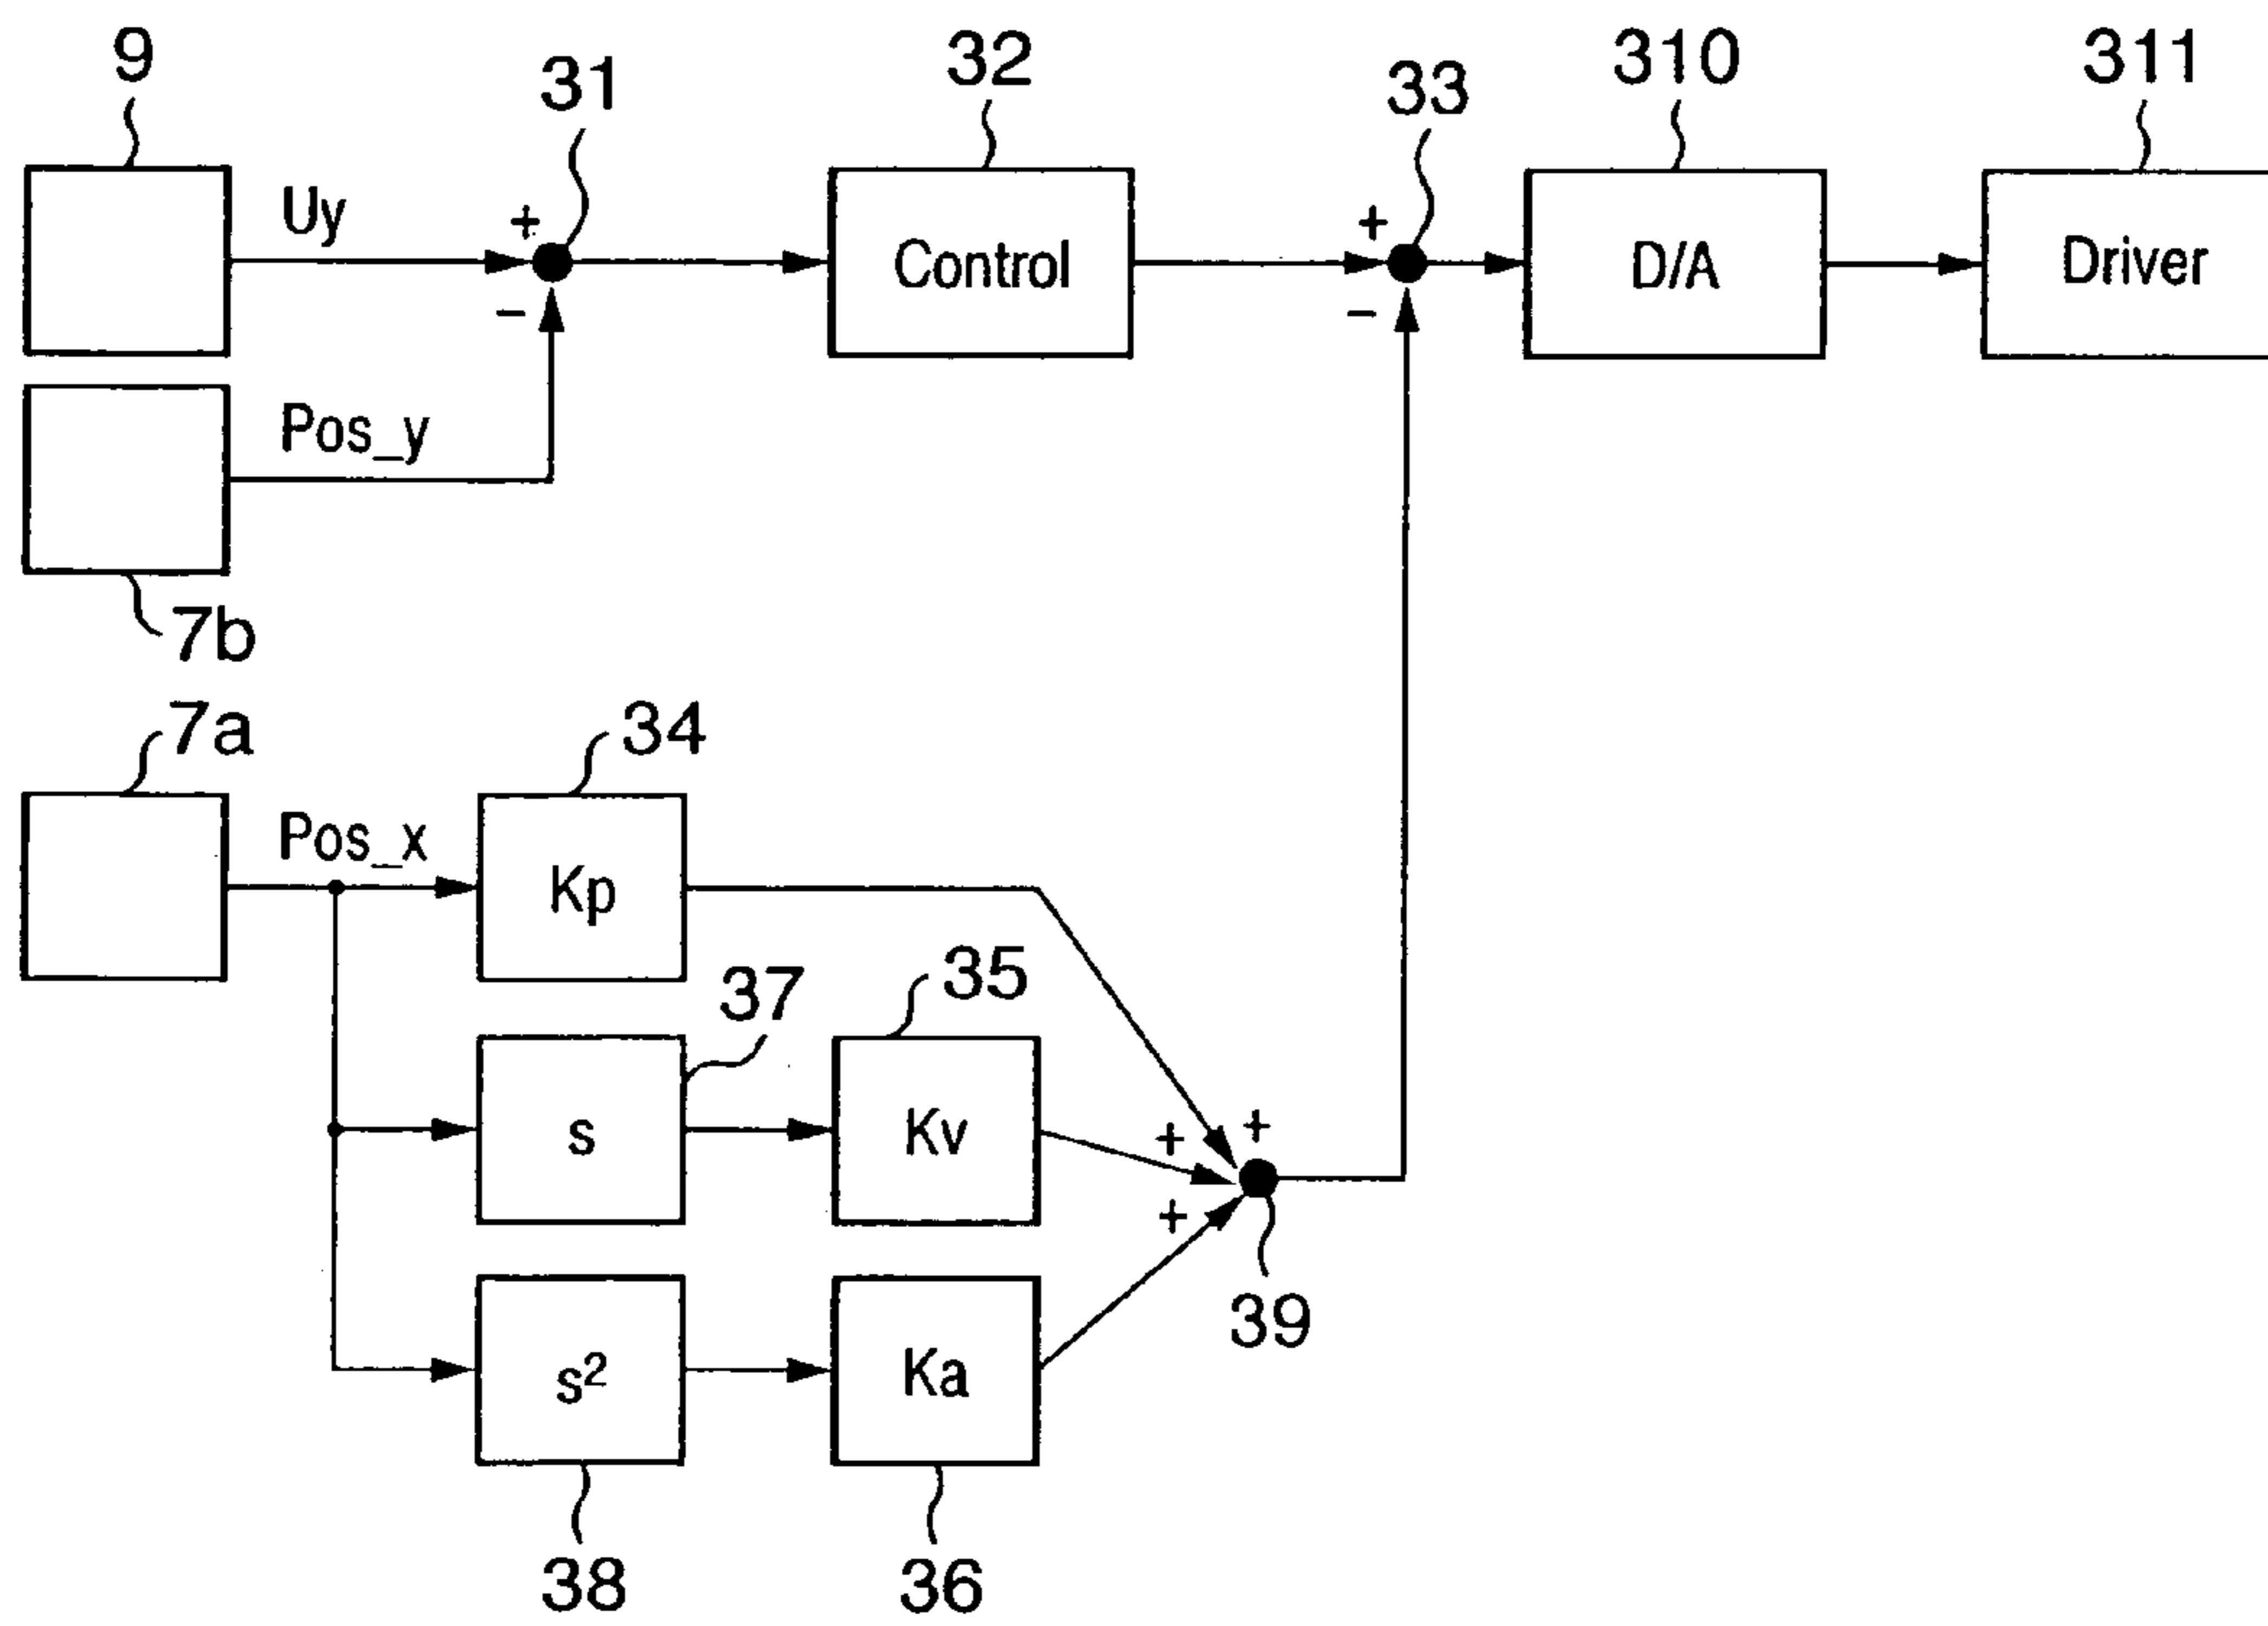 9
31
32
33
310
311
Uy
+
+
Control
D/A
Driver
-
-
Pos_y
7b
7a
34
Pos_x
Kp
37
35
s
Kv
+
+
+
s²
Ka
39
38
36